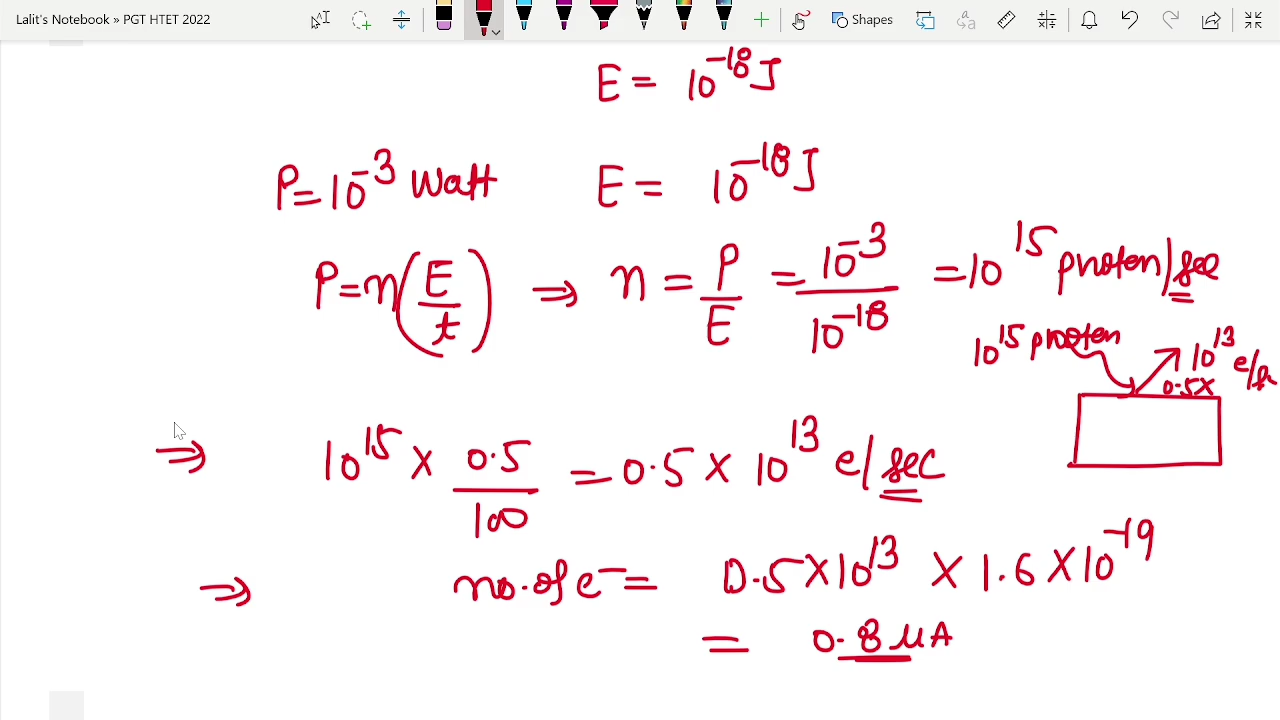 Lalit's Notebook » PGT HTET 2022
Shapes
E = 10⁻¹⁸ J
P = 10⁻³ Watt E = 10⁻¹⁸ J
P = n(E/t) ⇒ n = P/E = 10⁻³/10⁻¹⁸ = 10¹⁵ photon/sec
10¹⁵ photon 10¹³ e/
0.5×
⇒ 10¹⁵ × 0.5/100 = 0.5 × 10¹³ e/sec
⇒ no. of e⁻ = 0.5 × 10¹³ × 1.6 × 10⁻¹⁹
= 0.8 μA